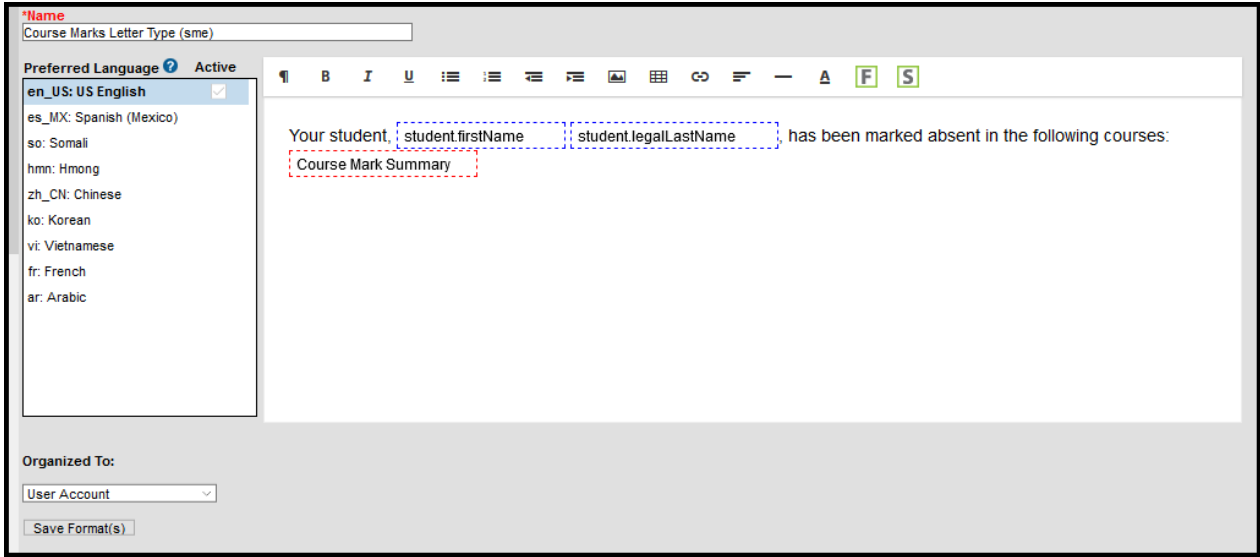 *Name
Course Marks Letter Type (sme)
Preferred Language ? Active
en_US: US English
es_MX: Spanish (Mexico)
so: Somali
hmn: Hmong
zh_CN: Chinese
ko: Korean
vi: Vietnamese
fr: French
ar: Arabic
¶ B I U A F S
Your student, student.firstName student.legalLastName , has been marked absent in the following courses:
Course Mark Summary
Organized To:
User Account
Save Format(s)